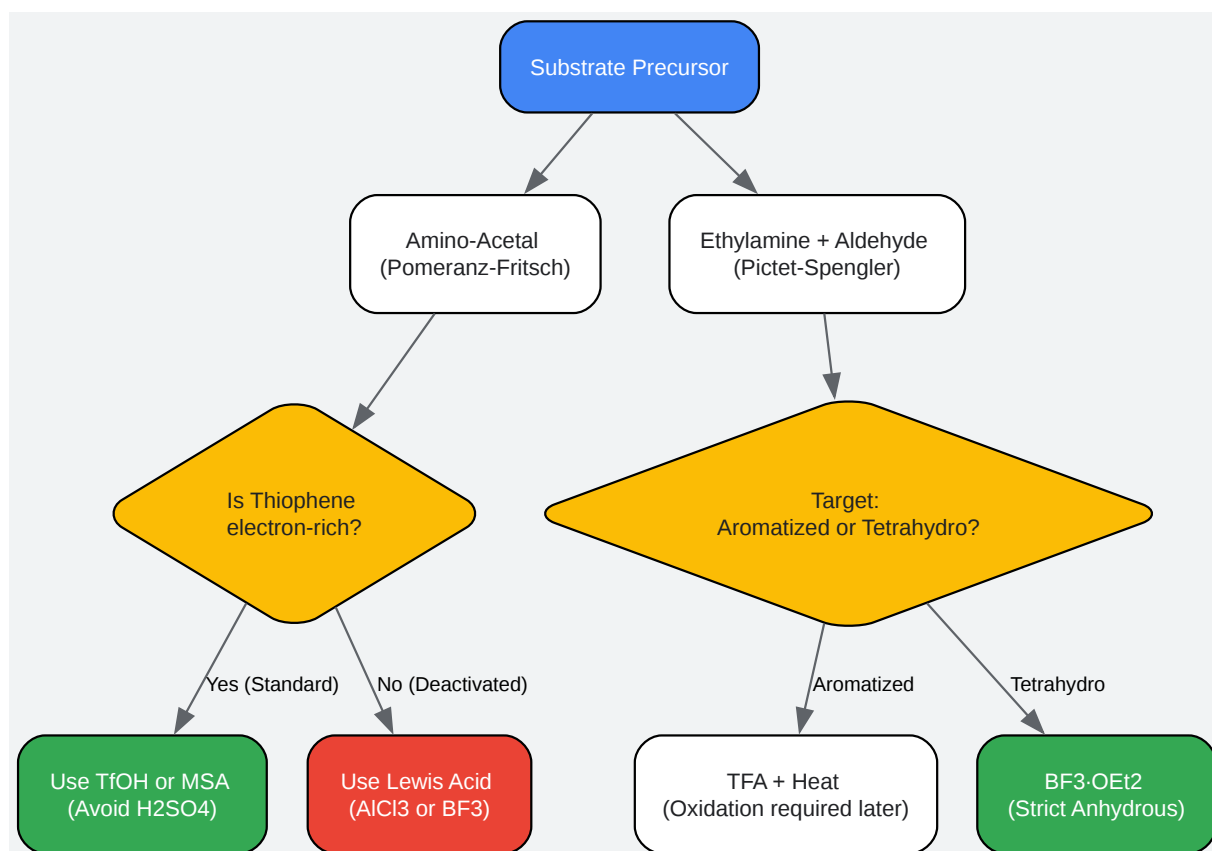 Substrate Precursor
Amino-Acetal
(Pomeranz-Fritsch)
Ethylamine + Aldehyde
(Pictet-Spengler)
Is Thiophene
electron-rich?
Target:
Aromatized or Tetrahydro?
Yes (Standard)
No (Deactivated)
Aromatized
Tetrahydro
Use TfOH or MSA
(Avoid H2SO4)
Use Lewis Acid
(AlCl3 or BF3)
TFA + Heat
(Oxidation required later)
BF3·OEt2
(Strict Anhydrous)